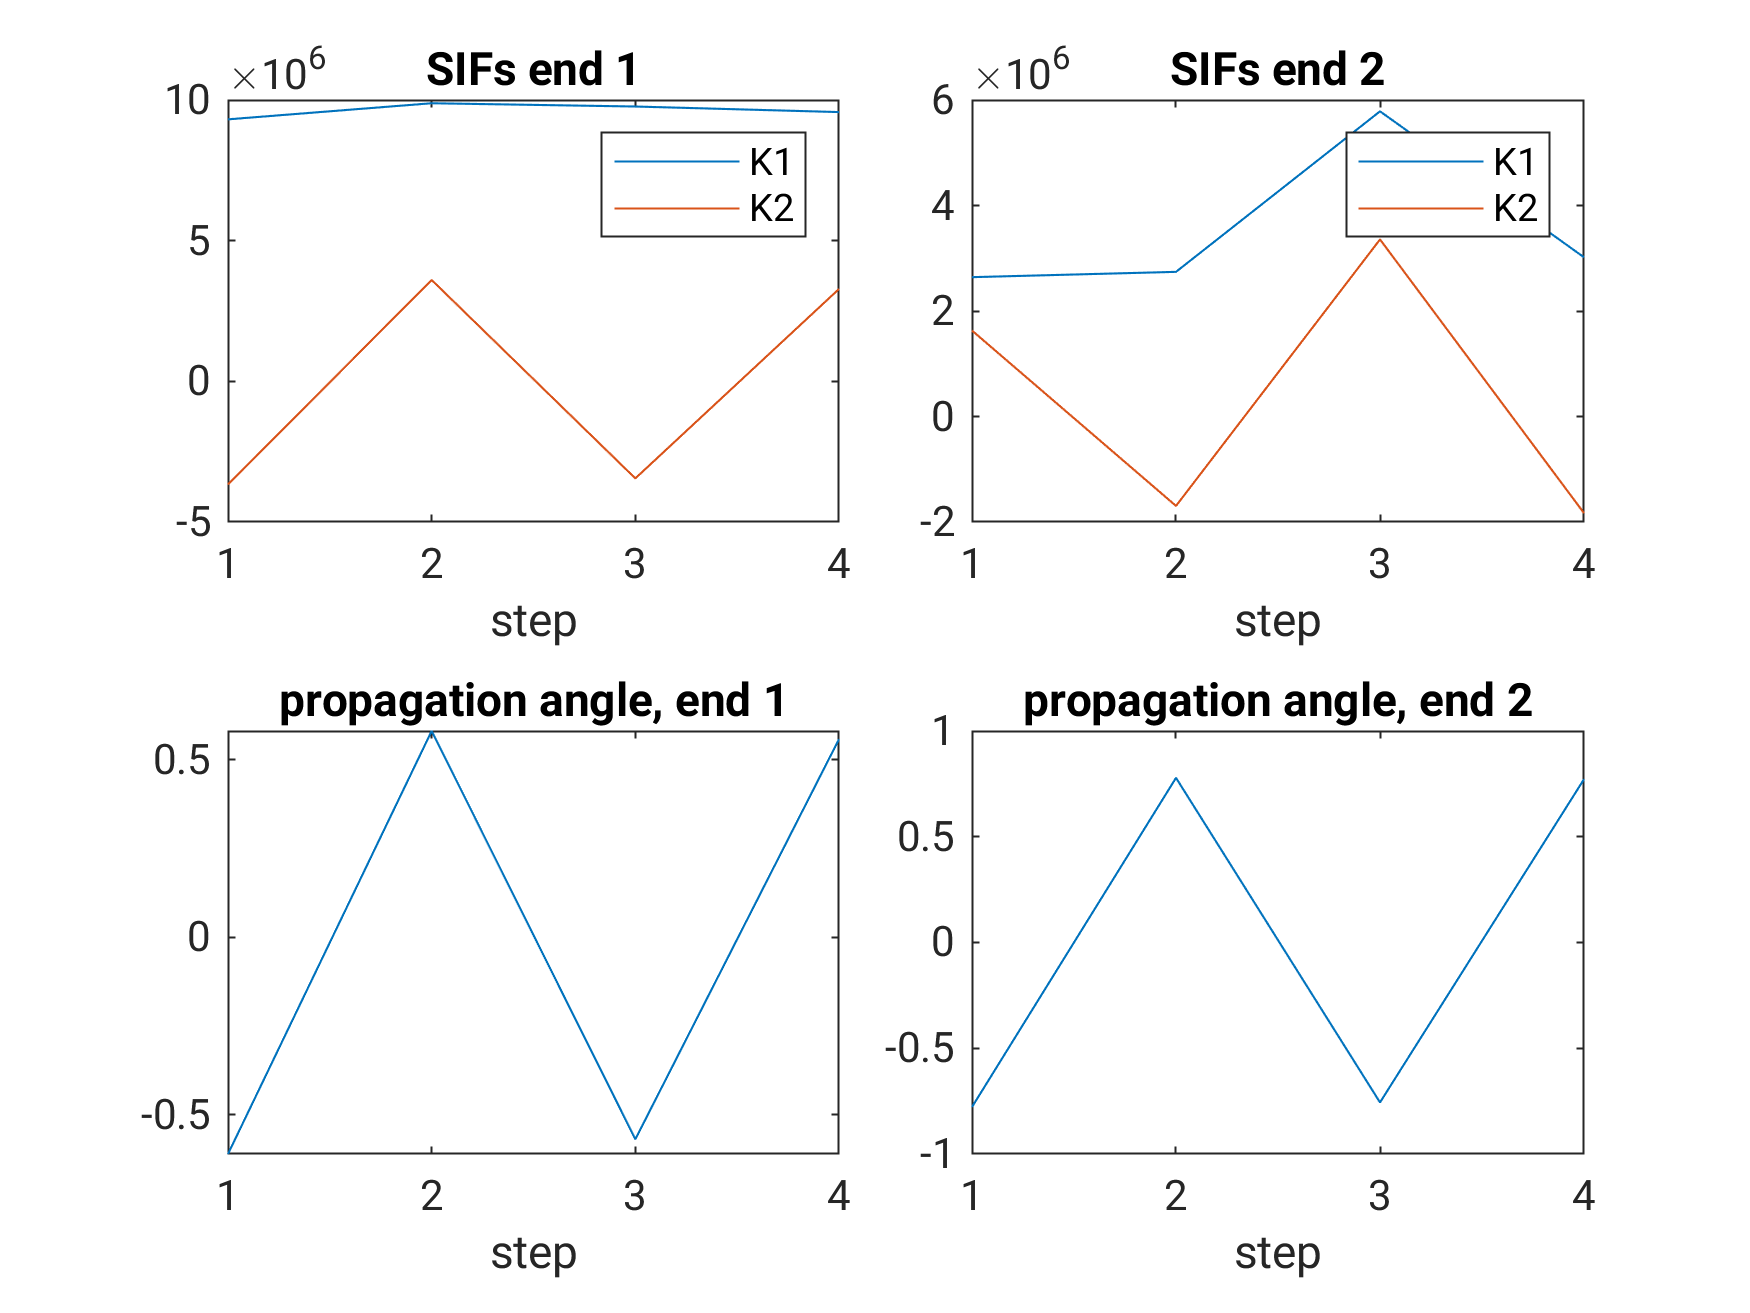 ×10^6
SIFs end 1
10
5
0
-5
K1
K2
1 2 3 4
step
×10^6
SIFs end 2
6
4
2
0
-2
K1
K2
1 2 3 4
step
propagation angle, end 1
0.5
0
-0.5
1 2 3 4
step
propagation angle, end 2
1
0.5
0
-0.5
-1
1 2 3 4
step